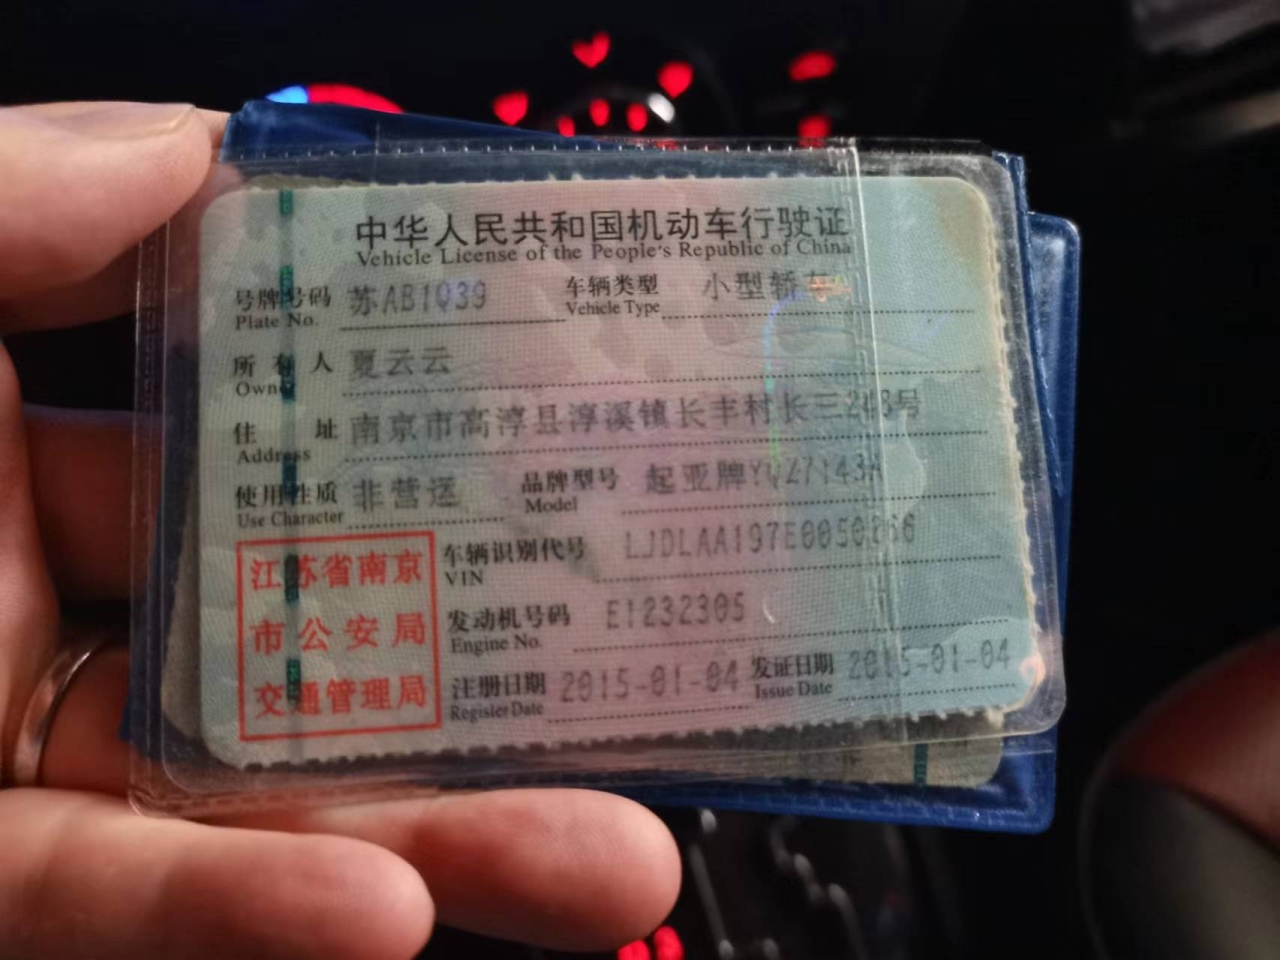 中华人民共和国机动车行驶证
Vehicle License of the People's Republic of China
号牌号码 苏AB1Q39 车辆类型 小型轿车
Plate No. Vehicle Type
所有人 夏云云
Owner
住址 南京市高淳县淳溪镇长丰村长三
Address
使用性质 非营运 品牌型号 起亚牌
Use Character Model
车辆识别代号
VIN
发动机号码 E1232305
Engine No.
注册日期 2015-01-04 发证日期 2015-01-04
Register Date Issue Date
江苏省南京
市公安局
交通管理局